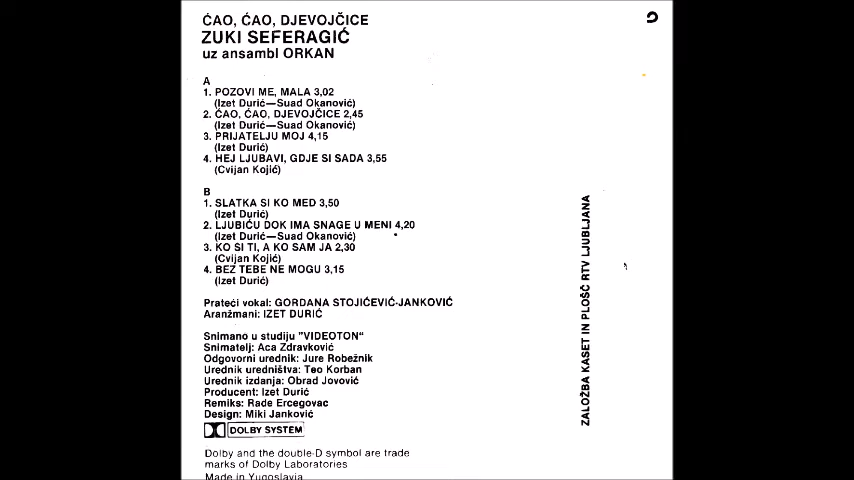 ĆAO, ĆAO, DJEVOJČICE
ZUKI SEFERAGIĆ
uz ansambl ORKAN
A
1. POZOVI ME, MALA 3,02
(Izet Durić—Suad Okanović)
2. ĆAO, ĆAO, DJEVOJČICE 2,45
(Izet Durić—Suad Okanović)
3. PRIJATELJU MOJ 4,15
(Izet Durić)
4. HEJ LJUBAVI, GDJE SI SADA 3,55
(Cvijan Kojić)
B
1. SLATKA SI KO MED 3,50
(Izet Durić)
2. LJUBIĆU DOK IMA SNAGE U MENI 4,20
(Izet Durić—Suad Okanović)
3. KO SI TI, A KO SAM JA 2,30
(Cvijan Kojić)
4. BEZ TEBE NE MOGU 3,15
(Izet Durić)
Prateći vokal: GORDANA STOJIĆEVIĆ-JANKOVIĆ
Aranžmani: IZET DURIĆ
Snimano u studiju "VIDEOTON"
Snimatelj: Aca Zdravković
Odgovorni urednik: Jure Robežnik
Urednik uredništva: Teo Korban
Urednik izdanja: Obrad Jovović
Producent: Izet Durić
Remiks: Rade Ercegovac
Design: Miki Janković
DOLBY SYSTEM
Dolby and the double-D symbol are trade
marks of Dolby Laboratories
Made in Yugoslavia
ZALOŽBA KASET IN PLOŠČ RTV LJUBLJANA